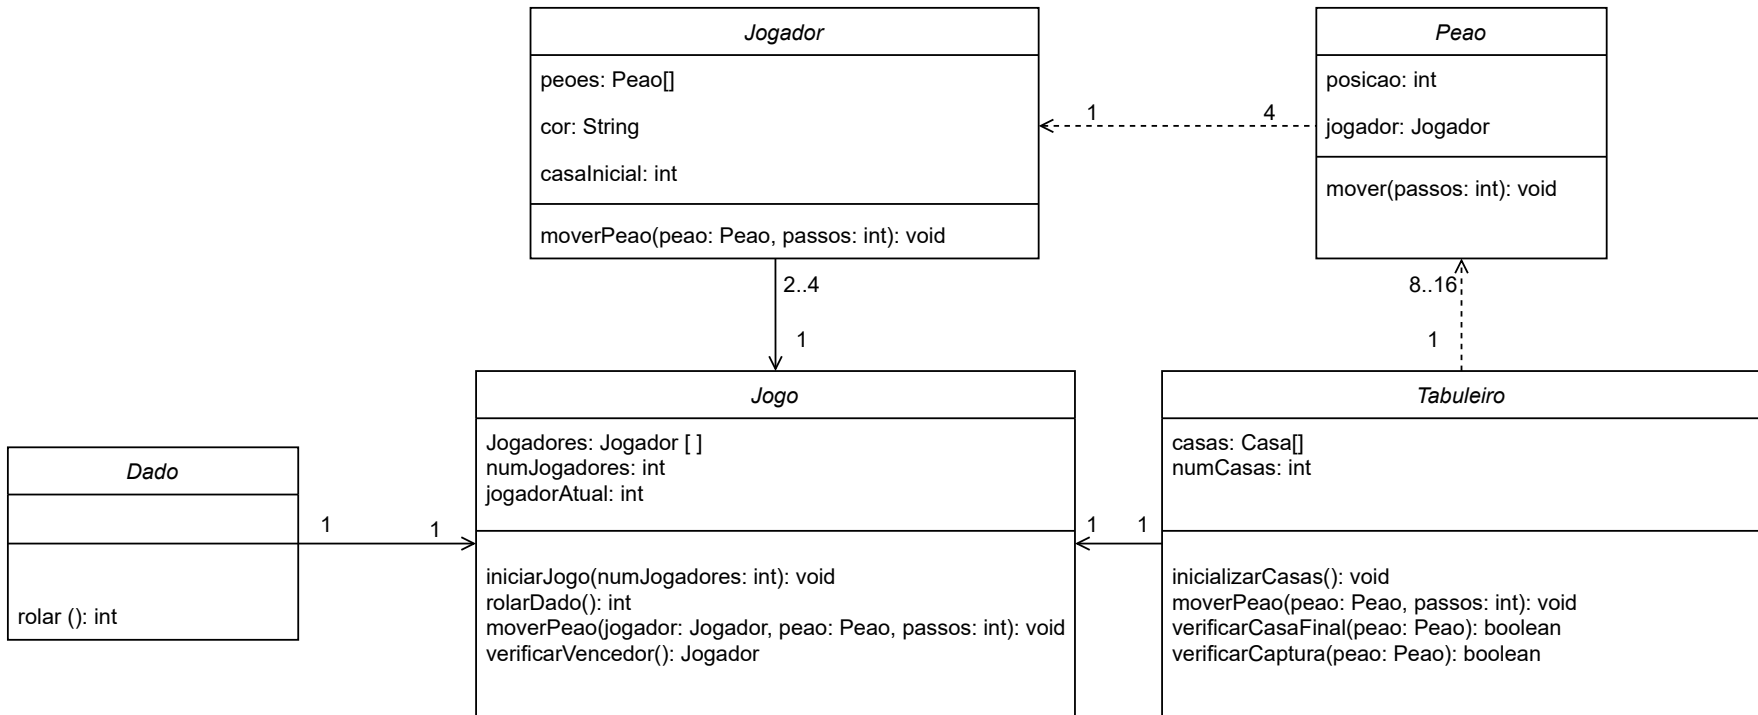 Jogador
peoes: Peao[]
cor: String
casaInicial: int
moverPeao(peao: Peao, passos: int): void
Peao
posicao: int
jogador: Jogador
mover(passos: int): void
1
4
2..4
1
8..16
1
Jogo
Jogadores: Jogador [ ]
numJogadores: int
jogadorAtual: int
iniciarJogo(numJogadores: int): void
rolarDado(): int
moverPeao(jogador: Jogador, peao: Peao, passos: int): void
verificarVencedor(): Jogador
Tabuleiro
casas: Casa[]
numCasas: int
inicializarCasas(): void
moverPeao(peao: Peao, passos: int): void
verificarCasaFinal(peao: Peao): boolean
verificarCaptura(peao: Peao): boolean
Dado
rolar (): int
1
1
1
1